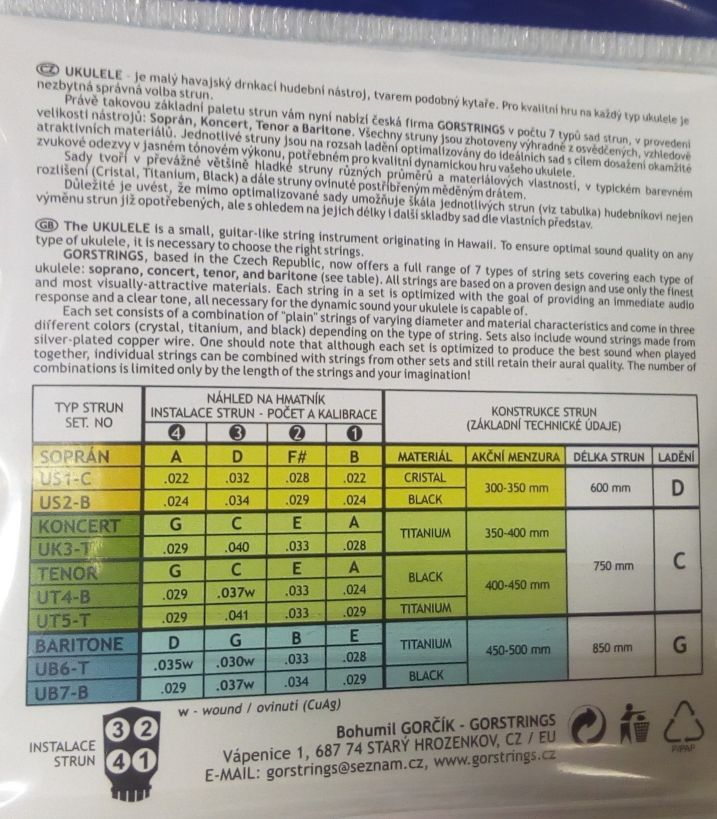 CZ UKULELE - je malý havajský drnkací hudební nástroj, tvarem podobný kytaře. Pro kvalitní hru na každý typ ukulele je
nezbytná správná volba strun.
Právě takovou základní paletu strun vám nyní nabízí česká firma GORSTRINGS v počtu 7 typů sad strun, v provedení
velikosti nástrojů: Soprán, Koncert, Tenor a Baritone. Všechny struny jsou zhotoveny výhradně z osvědčených, vzhledově
atraktivních materiálů. Jednotlivé struny jsou na rozsah ladění optimalizovány do ideálních sad s cílem dosažení okamžité
zvukové odezvy v jasném tónovém výkonu, potřebném pro kvalitní dynamickou hru vašeho ukulele.
Sady tvoří v převážné většině hladké struny různých průměrů a materiálových vlastností, v typickém barevném
rozlišení (Cristal, Titanium, Black) a dále struny ovinuté postříbřeným měděným drátem.
Důležité je uvést, že mimo optimalizované sady umožňuje škála jednotlivých strun (viz tabulka) hudebníkovi nejen
výměnu strun již opotřebených, ale s ohledem na jejich délky i další skladby sad dle vlastních představ.
GB The UKULELE is a small, guitar-like string instrument originating in Hawaii. To ensure optimal sound quality on any
type of ukulele, it is necessary to choose the right strings.
GORSTRINGS, based in the Czech Republic, now offers a full range of 7 types of string sets covering each type of
ukulele: soprano, concert, tenor, and baritone (see table). All strings are based on a proven design and use only the finest
and most visually-attractive materials. Each string in a set is optimized with the goal of providing an immediate audio
response and a clear tone, all necessary for the dynamic sound your ukulele is capable of.
Each set consists of a combination of "plain" strings of varying diameter and material characteristics and come in three
different colors (crystal, titanium, and black) depending on the type of string. Sets also include wound strings made from
silver-plated copper wire. One should note that although each set is optimized to produce the best sound when played
together, individual strings can be combined with strings from other sets and still retain their aural quality. The number of
combinations is limited only by the length of the strings and your imagination!
TYP STRUN
SET. NO
NÁHLED NA HMATNÍK
INSTALACE STRUN - POČET A KALIBRACE
4 3 2 1
KONSTRUKCE STRUN
(ZÁKLADNÍ TECHNICKÉ ÚDAJE)
SOPRÁN A D F# B MATERIÁL AKČNÍ MENZURA DÉLKA STRUN LADĚNÍ
US1-C .022 .032 .028 .022 CRISTAL 300-350 mm 600 mm D
US2-B .024 .034 .029 .024 BLACK
KONCERT G C E A TITANIUM 350-400 mm 750 mm C
UK3-T .029 .040 .033 .028
TENOR G C E A BLACK 400-450 mm
UT4-B .029 .037w .033 .024
UT5-T .029 .041 .033 .029 TITANIUM
BARITONE D G B E TITANIUM 450-500 mm 850 mm G
UB6-T .035w .030w .033 .028
UB7-B .029 .037w .034 .029 BLACK
w - wound / ovinutí (CuAg)
INSTALACE
STRUN
3 2
4 1
Bohumil GORČÍK - GORSTRINGS
Vápenice 1, 687 74 STARÝ HROZENKOV, CZ / EU
E-MAIL: gorstrings@seznam.cz, www.gorstrings.cz
P/PAP